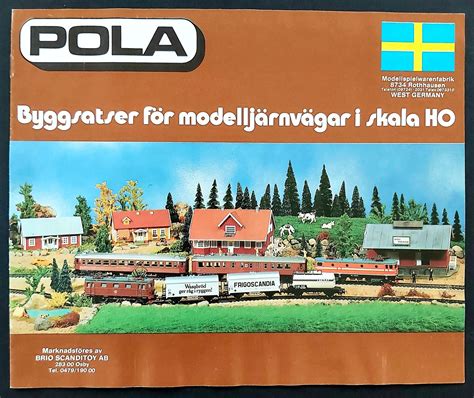 POLA
Modellspielwarenfabrik
8734 Rothhausen
WEST GERMANY
Byggsatser för modelljärnvägar i skala HO
FRIGOSCANDIA
Marknadsföres av
BRIO SCANDITOY AB
283 00 Osby
Tel. 0479/190 00